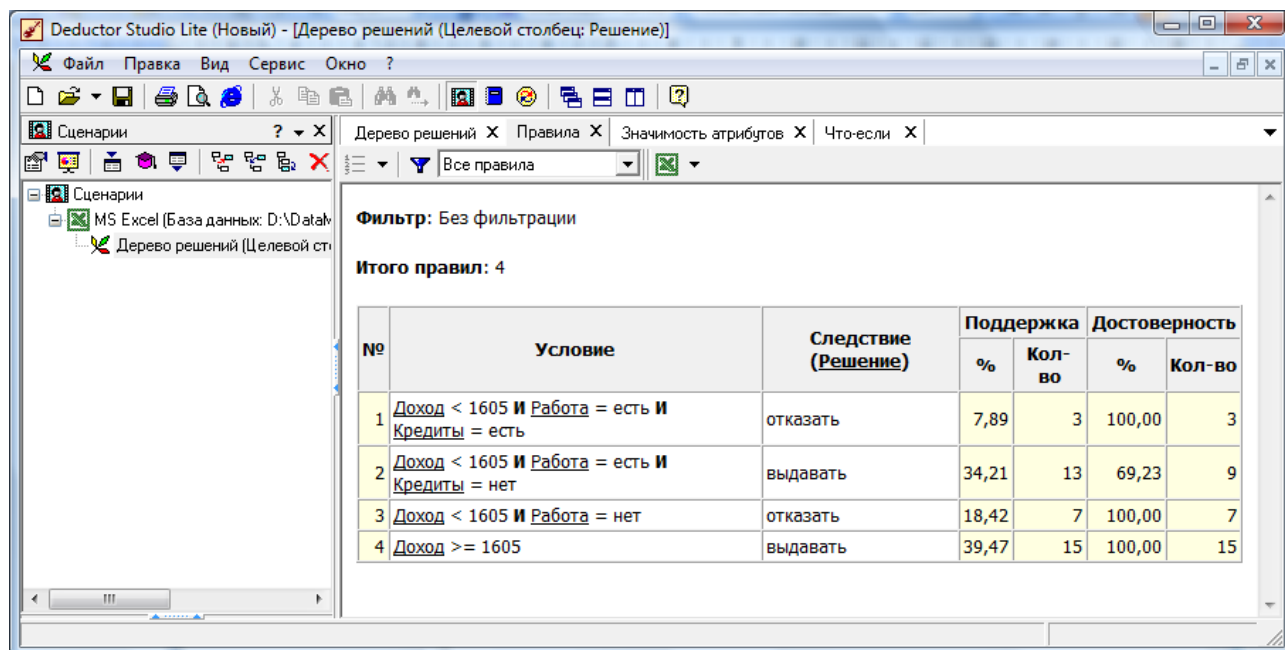 Deductor Studio Lite (Новый) - [Дерево решений (Целевой столбец: Решение)]
Файл Правка Вид Сервис Окно ?
Сценарии ?
Дерево решений X Правила X Значимость атрибутов X Что-если X
Все правила
Сценарии
MS Excel (База данных: D:\DataM
Дерево решений (Целевой ст
Фильтр: Без фильтрации
Итого правил: 4
№ Условие Следствие (Решение) Поддержка Достоверность
% Кол-во % Кол-во
1 Доход < 1605 И Работа = есть И
Кредиты = есть отказать 7,89 3 100,00 3
2 Доход < 1605 И Работа = есть И
Кредиты = нет выдавать 34,21 13 69,23 9
3 Доход < 1605 И Работа = нет отказать 18,42 7 100,00 7
4 Доход >= 1605 выдавать 39,47 15 100,00 15